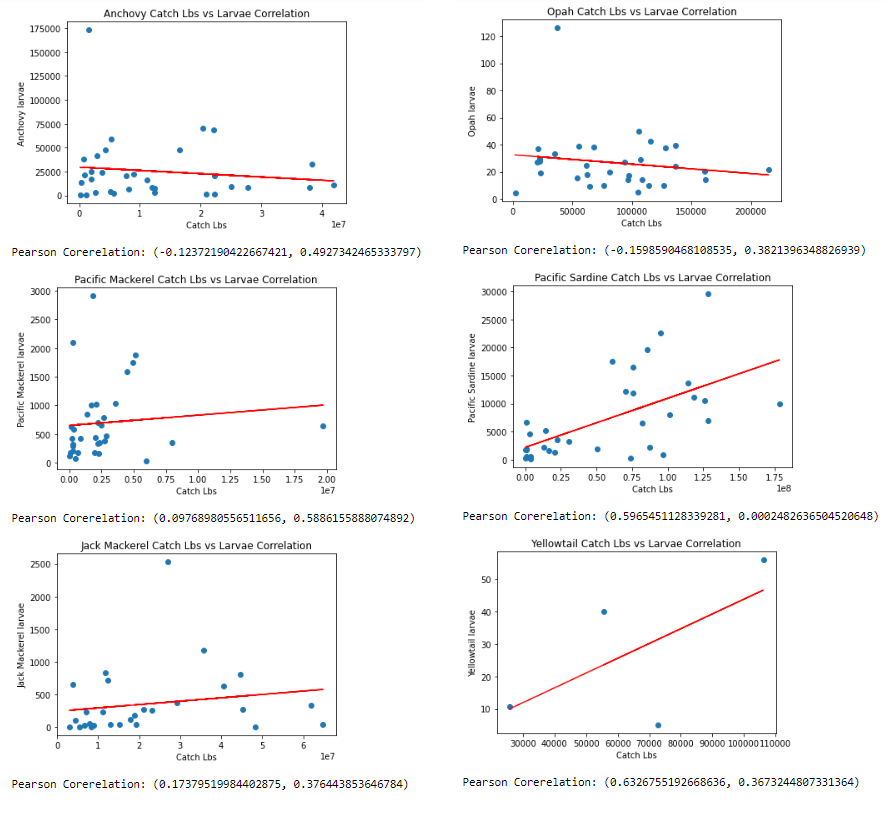 Anchovy Catch Lbs vs Larvae Correlation
175000
150000
125000
100000
75000
50000
25000
0
Anchovy larvae
0 1 2 3 4
1e7
Catch Lbs
Pearson Corerelation: (-0.12372190422667421, 0.4927342465333797)
Opah Catch Lbs vs Larvae Correlation
120
100
80
60
40
20
0
Opah larvae
0 50000 100000 150000 200000
Catch Lbs
Pearson Corerelation: (-0.1598590468108535, 0.3821396348826939)
Pacific Mackerel Catch Lbs vs Larvae Correlation
3000
2500
2000
1500
1000
500
0
Pacific Mackerel larvae
0.00 0.25 0.50 0.75 1.00 1.25 1.50 1.75 2.00
1e7
Catch Lbs
Pearson Corerelation: (0.09768980556511656, 0.5886155888074892)
Pacific Sardine Catch Lbs vs Larvae Correlation
30000
25000
20000
15000
10000
5000
0
Pacific Sardine larvae
0.00 0.25 0.50 0.75 1.00 1.25 1.50 1.75
1e8
Catch Lbs
Pearson Corerelation: (0.5965451128339281, 0.0002482636504520648)
Jack Mackerel Catch Lbs vs Larvae Correlation
2500
2000
1500
1000
500
0
Jack Mackerel larvae
0 1 2 3 4 5 6
1e7
Catch Lbs
Pearson Corerelation: (0.17379519984402875, 0.376443853646784)
Yellowtail Catch Lbs vs Larvae Correlation
50
40
30
20
10
Yellowtail larvae
30000 40000 50000 60000 70000 80000 90000 100000 110000
Catch Lbs
Pearson Corerelation: (0.6326755192668636, 0.3673244807331364)